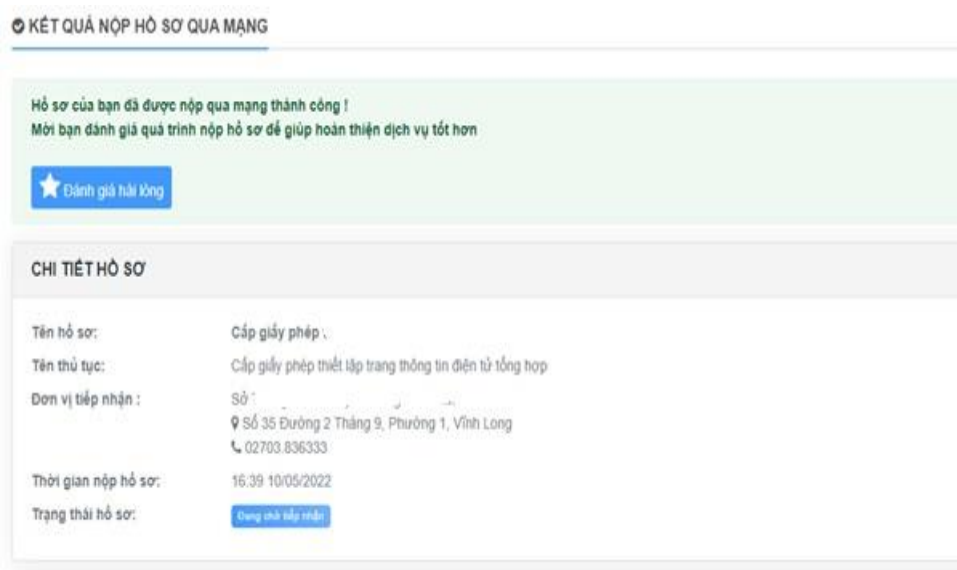 KẾT QUẢ NỘP HỒ SƠ QUA MẠNG
Hồ sơ của bạn đã được nộp qua mạng thành công !
Mời bạn đánh giá quá trình nộp hồ sơ để giúp hoàn thiện dịch vụ tốt hơn
Đánh giá hài lòng
CHI TIẾT HỒ SƠ
Tên hồ sơ: Cấp giấy phép
Tên thủ tục: Cấp giấy phép thiết lập trang thông tin điện tử tổng hợp
Đơn vị tiếp nhận : Sở
Số 35 Đường 2 Tháng 9, Phường 1, Vĩnh Long
02703.836333
Thời gian nộp hồ sơ: 16:39 10/05/2022
Trạng thái hồ sơ: Đang chờ tiếp nhận